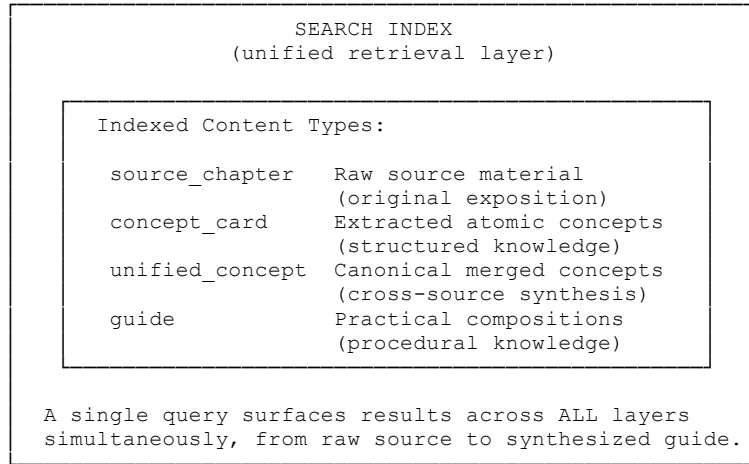 SEARCH INDEX
(unified retrieval layer)
Indexed Content Types:
source_chapter Raw source material
(original exposition)
concept_card Extracted atomic concepts
(structured knowledge)
unified_concept Canonical merged concepts
(cross-source synthesis)
guide Practical compositions
(procedural knowledge)
A single query surfaces results across ALL layers
simultaneously, from raw source to synthesized guide.